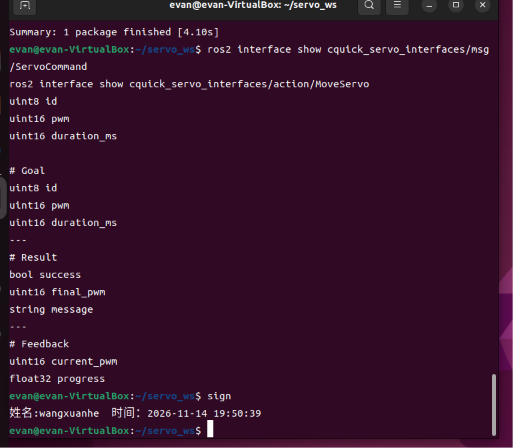 evan@evan-VirtualBox: ~/servo_ws
Summary: 1 package finished [4.10s]
evan@evan-VirtualBox:~/servo_ws$ ros2 interface show cquick_servo_interfaces/msg
/ServoCommand
ros2 interface show cquick_servo_interfaces/action/MoveServo
uint8 id
uint16 pwm
uint16 duration_ms
# Goal
uint8 id
uint16 pwm
uint16 duration_ms
---
# Result
bool success
uint16 final_pwm
string message
---
# Feedback
uint16 current_pwm
float32 progress
evan@evan-VirtualBox:~/servo_ws$ sign
姓名:wangxuanhe 时间: 2026-11-14 19:50:39
evan@evan-VirtualBox:~/servo_ws$